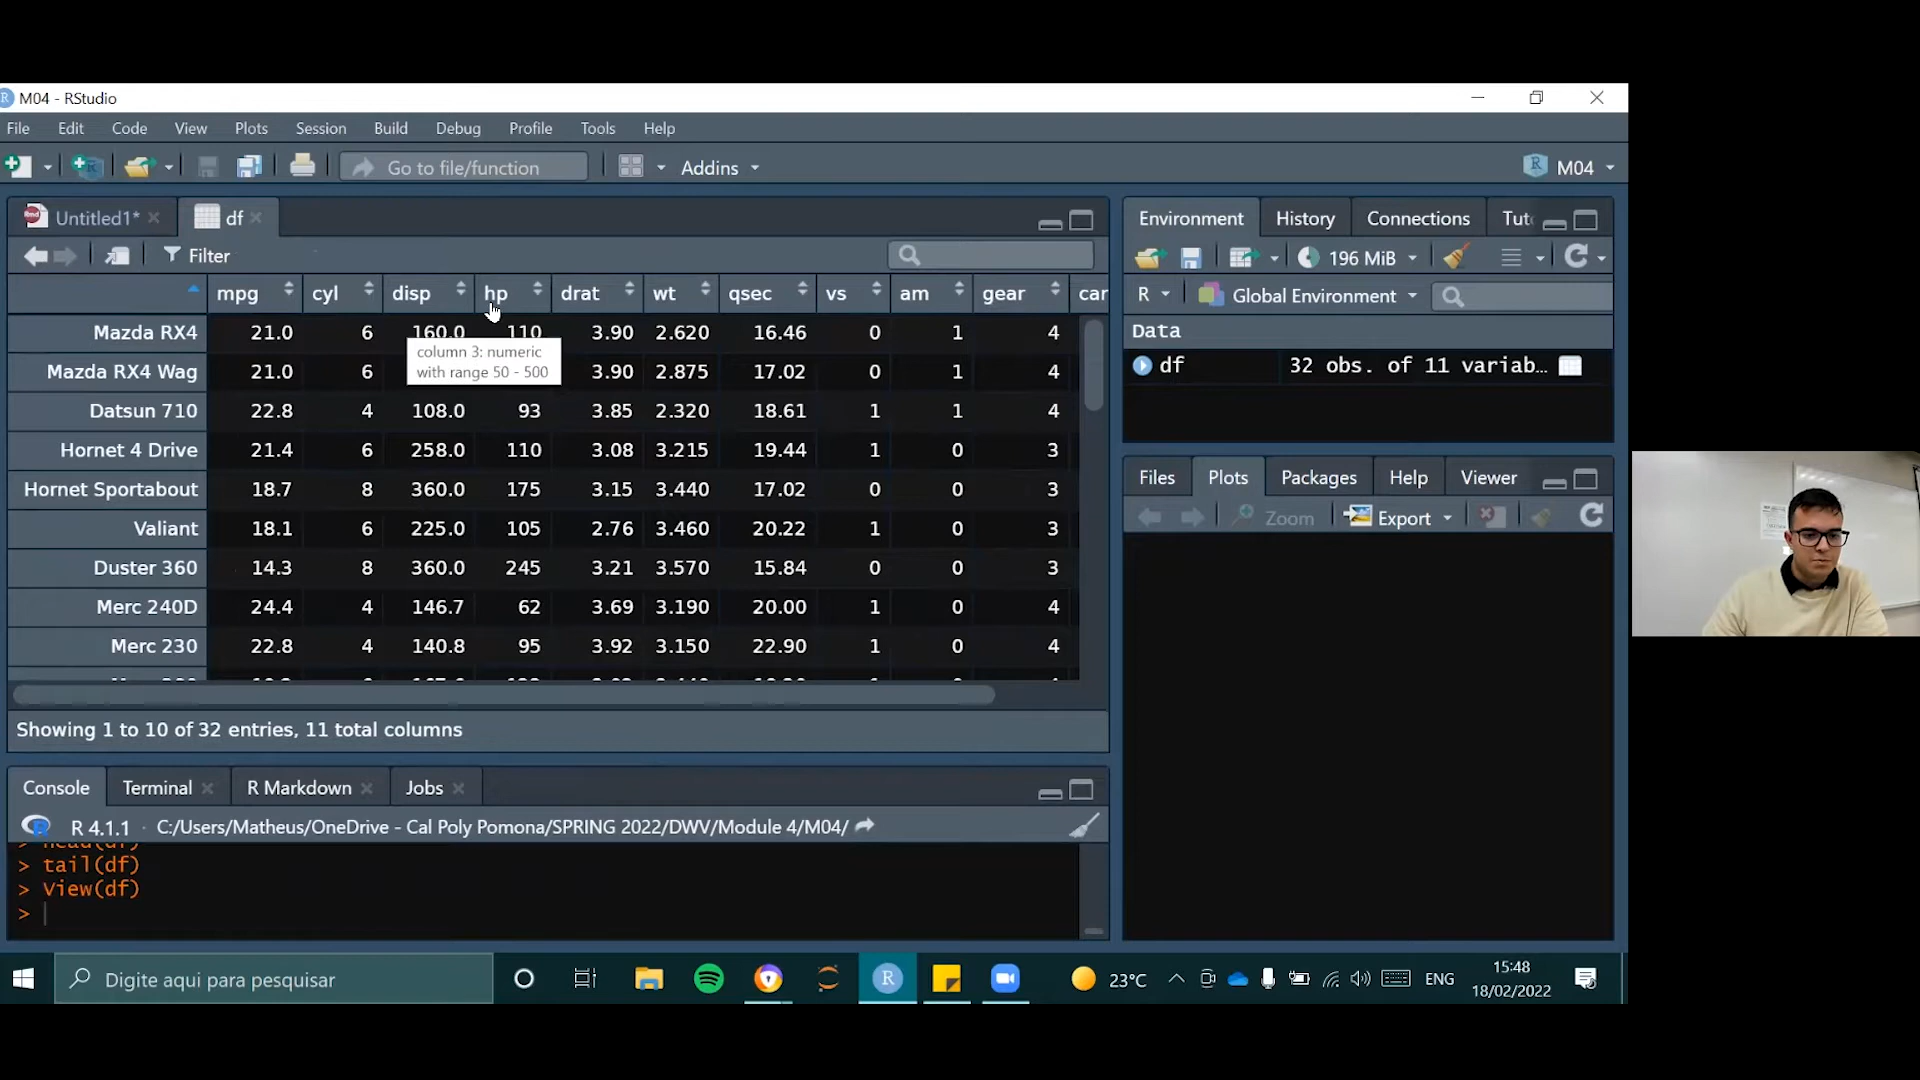 M04 - RStudio
File Edit Code View Plots Session Build Debug Profile Tools Help
Go to file/function Addins M04
Untitled1* df
Filter
mpg cyl disp hp drat wt qsec vs am gear car
Mazda RX4 21.0 6 160.0 110 3.90 2.620 16.46 0 1 4
column 3: numeric
with range 50 - 500
Mazda RX4 Wag 21.0 6 3.90 2.875 17.02 0 1 4
Datsun 710 22.8 4 108.0 93 3.85 2.320 18.61 1 1 4
Hornet 4 Drive 21.4 6 258.0 110 3.08 3.215 19.44 1 0 3
Hornet Sportabout 18.7 8 360.0 175 3.15 3.440 17.02 0 0 3
Valiant 18.1 6 225.0 105 2.76 3.460 20.22 1 0 3
Duster 360 14.3 8 360.0 245 3.21 3.570 15.84 0 0 3
Merc 240D 24.4 4 146.7 62 3.69 3.190 20.00 1 0 4
Merc 230 22.8 4 140.8 95 3.92 3.150 22.90 1 0 4
Showing 1 to 10 of 32 entries, 11 total columns
Console Terminal R Markdown Jobs
R 4.1.1 · C:/Users/Matheus/OneDrive - Cal Poly Pomona/SPRING 2022/DWV/Module 4/M04/
> head(df)
> tail(df)
> View(df)
>
Environment History Connections Tut
196 MiB
R Global Environment
Data
df 32 obs. of 11 variab…
Files Plots Packages Help Viewer
Zoom Export
Digite aqui para pesquisar
23°C ENG 15:48
18/02/2022